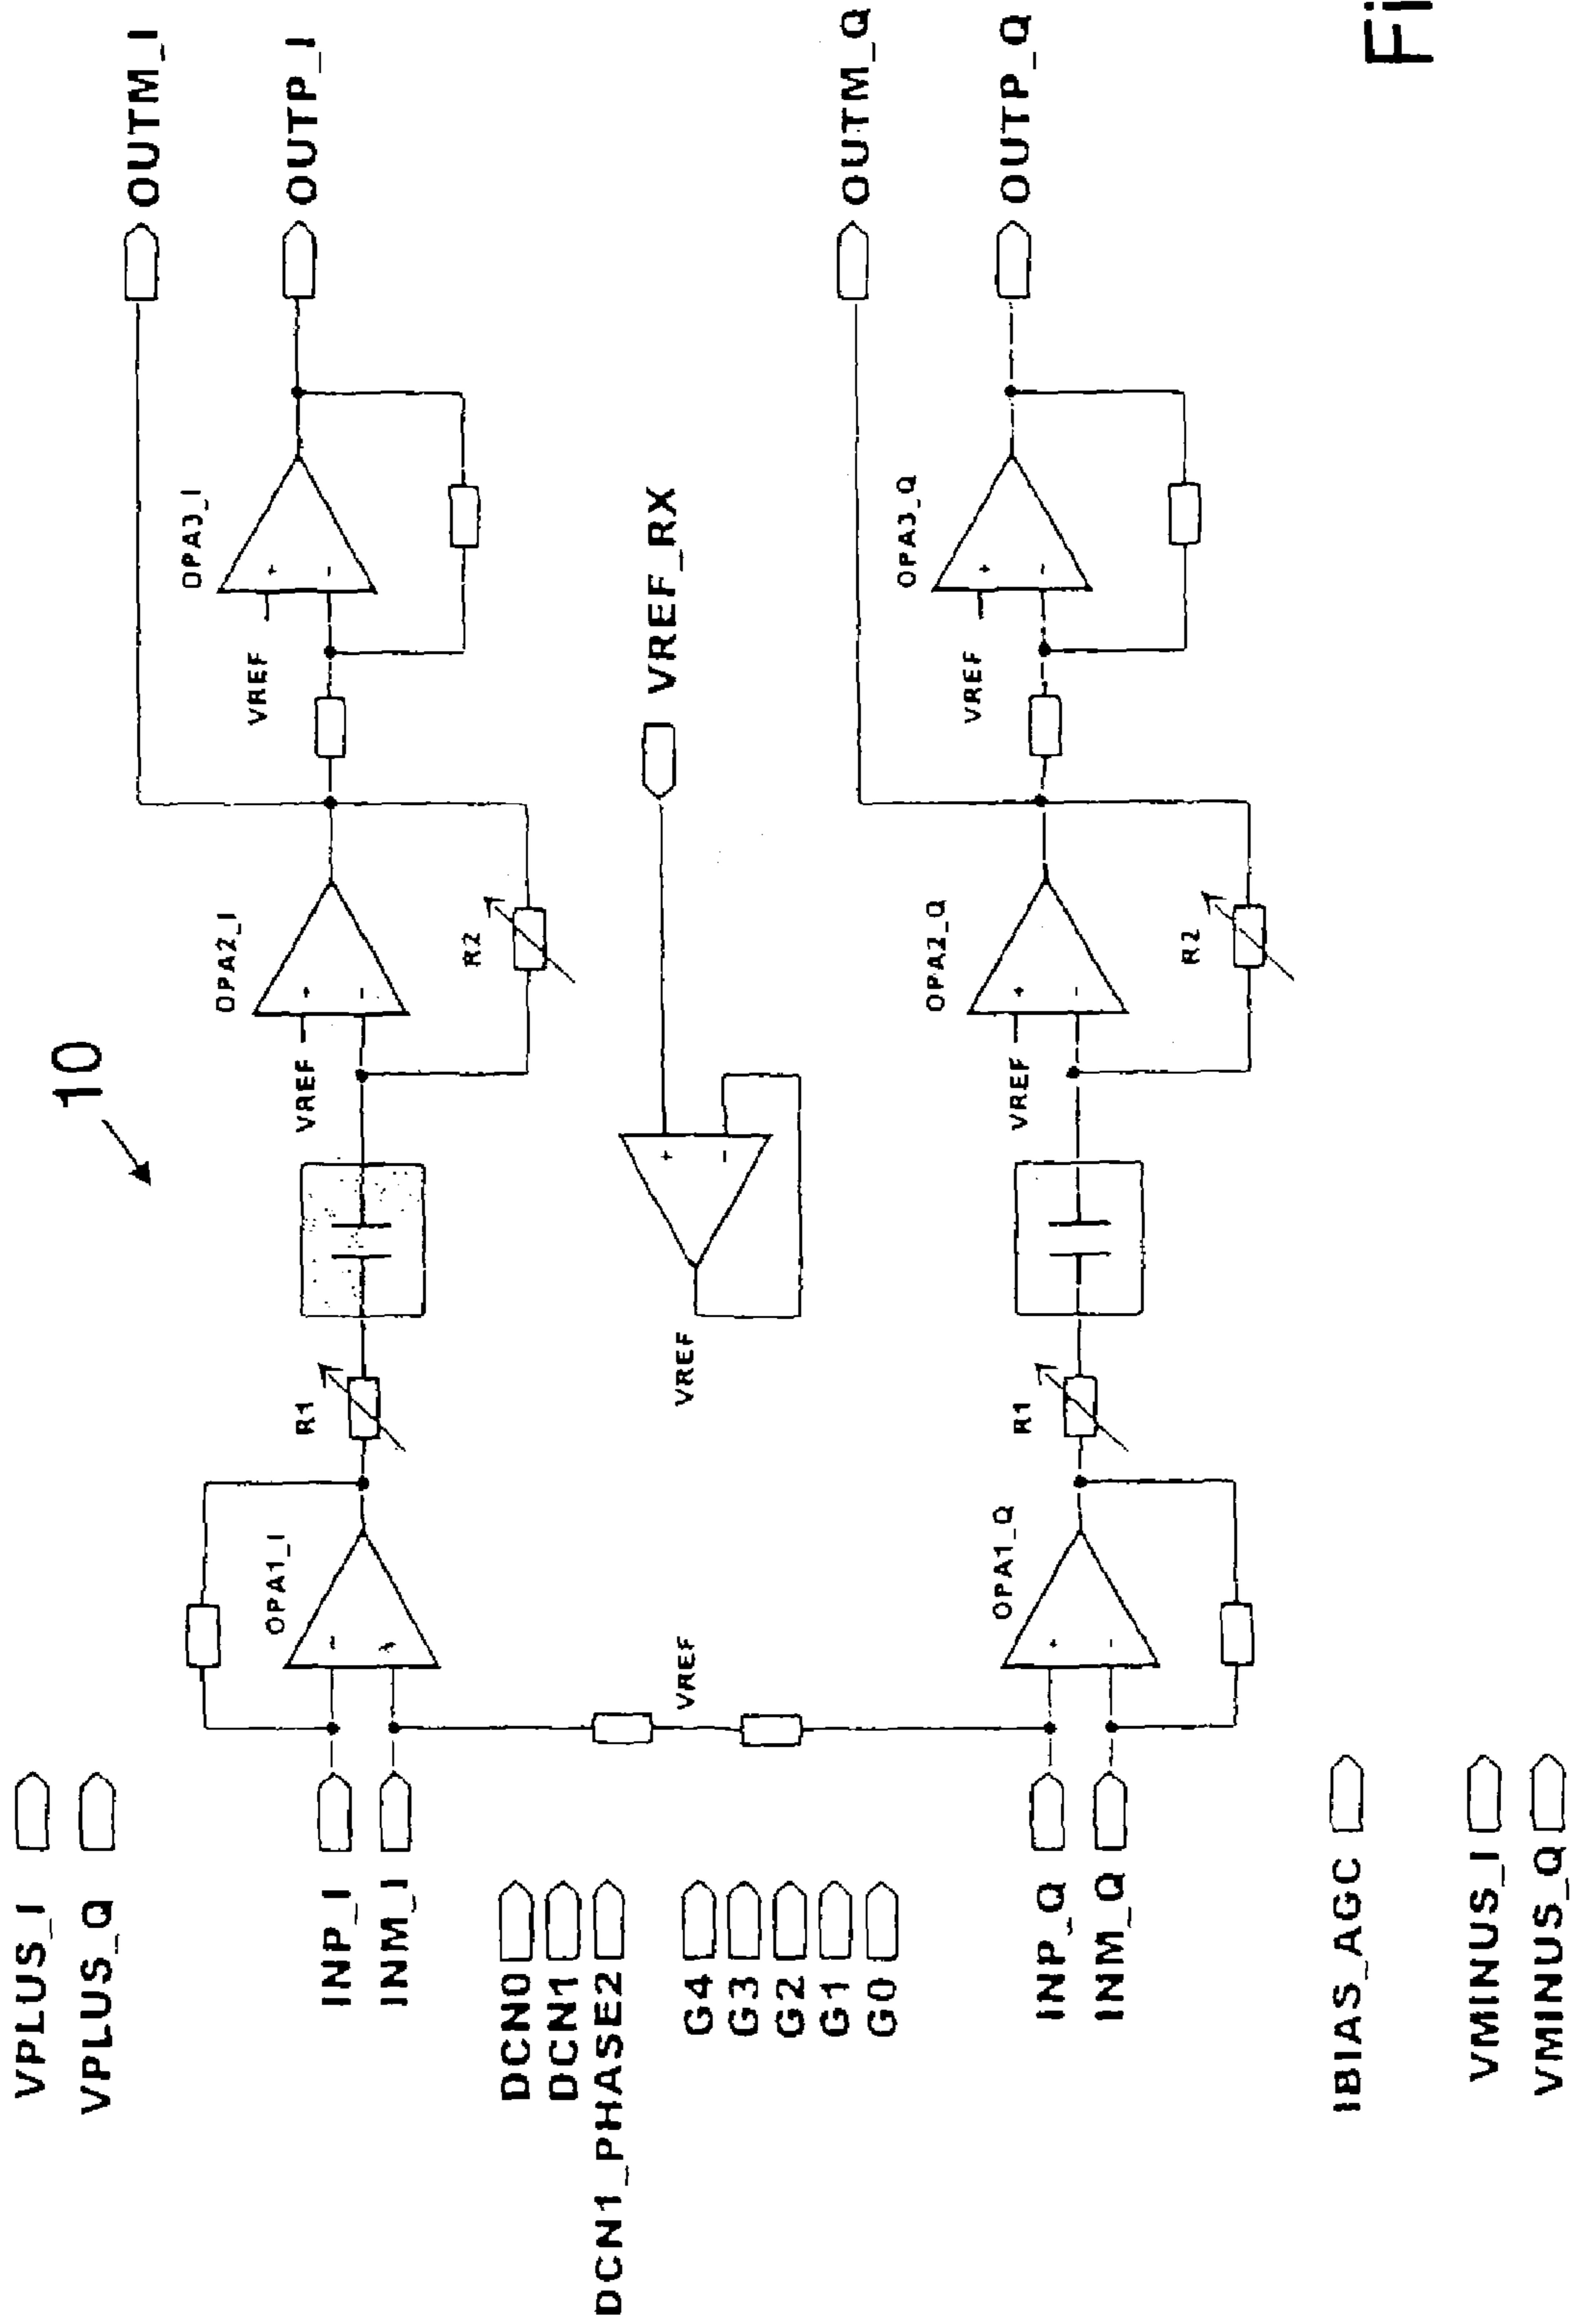 VPLUS_I
VPLUS_Q
INP_I
INM_I
DCN0
DCN1
DCN1_PHASE2
G4
G3
G2
G1
G0
INP_Q
INM_Q
IBIAS_AGC
VMINUS_I
VMINUS_Q
10
OPA1_I
- +
R1
VREF
OPA2_I
+ -
R2
VREF
OPA3_I
+ -
OUTM_I
OUTP_I
VREF
VREF
+ -
VREF_RX
OPA1_Q
+ -
R1
VREF
OPA2_Q
+ -
R2
VREF
OPA3_Q
+ -
OUTM_Q
OUTP_Q